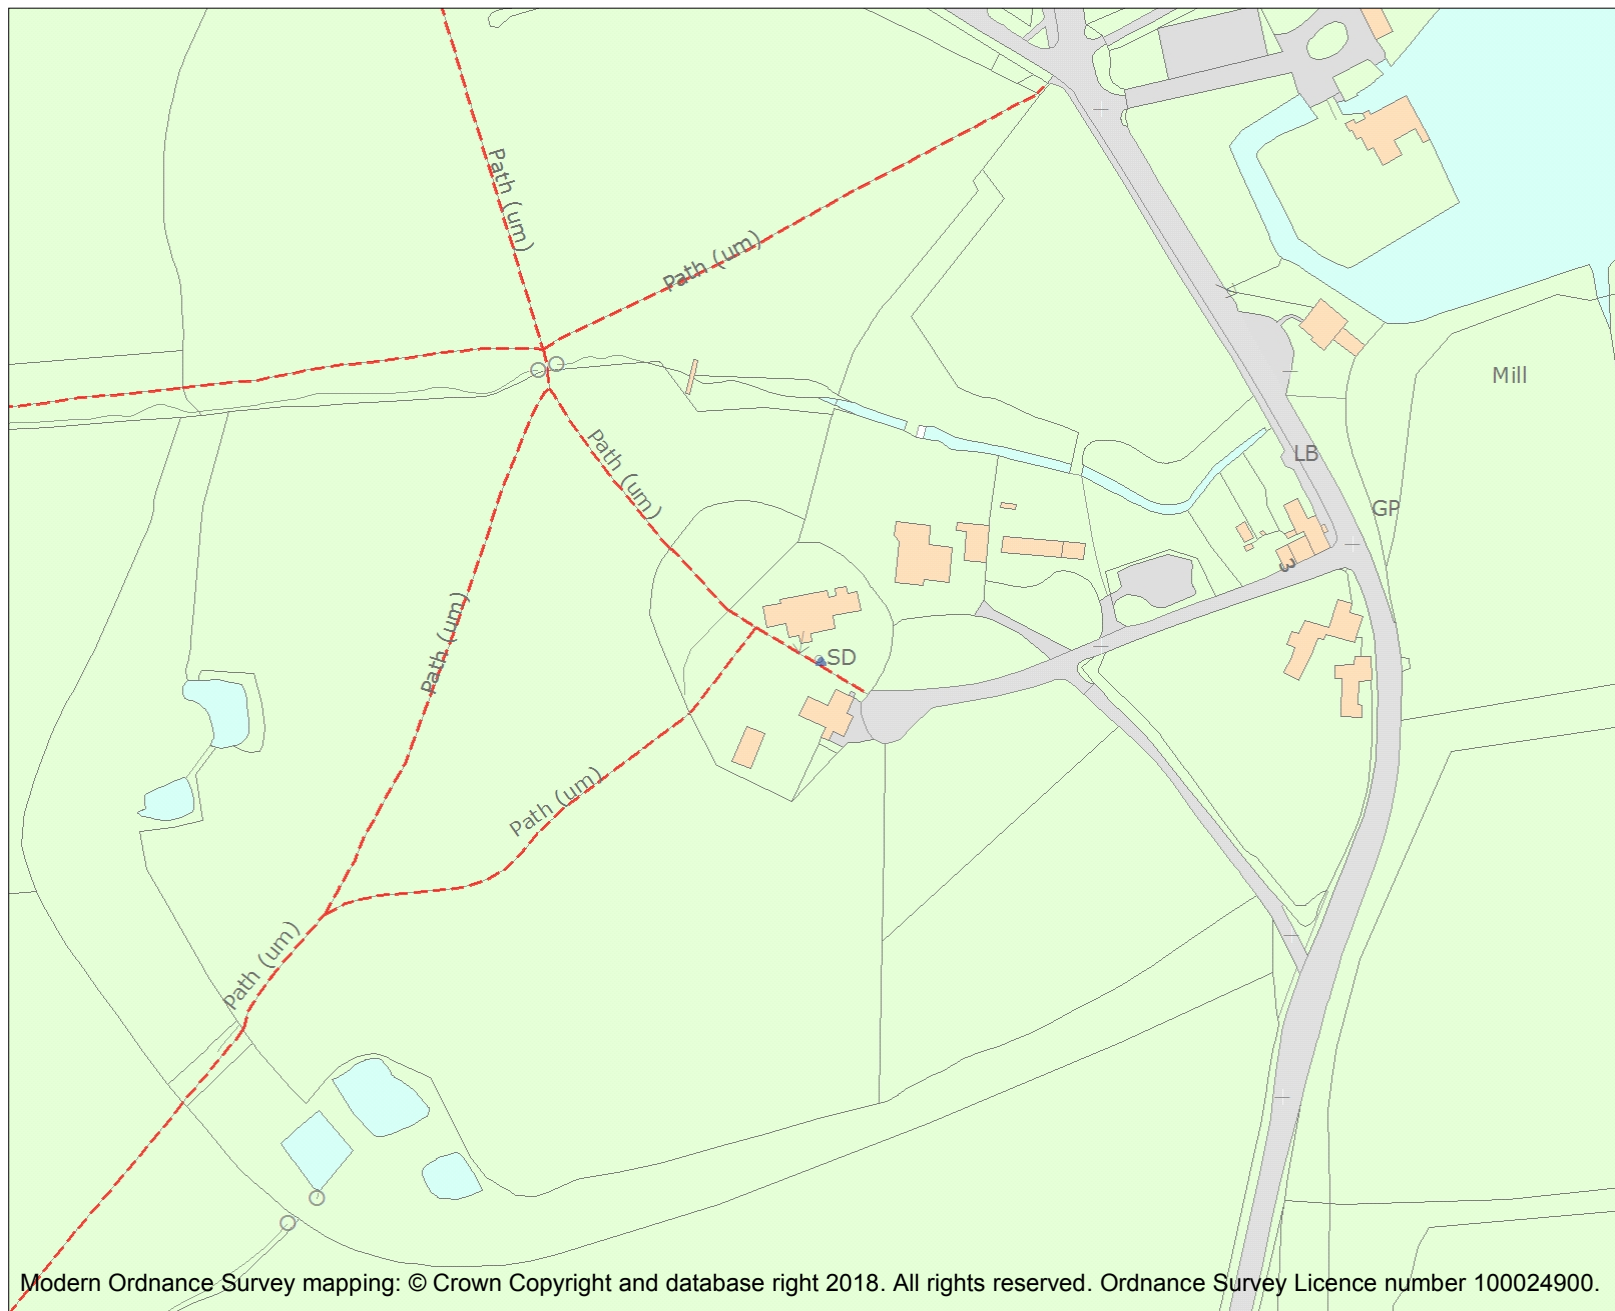 Path (um)
Path (um)
Mill
Path (um)
LB
GP
3
Path (um)
SD
Path (um)
Path (um)
Modern Ordnance Survey mapping: © Crown Copyright and database right 2018. All rights reserved. Ordnance Survey Licence number 100024900.